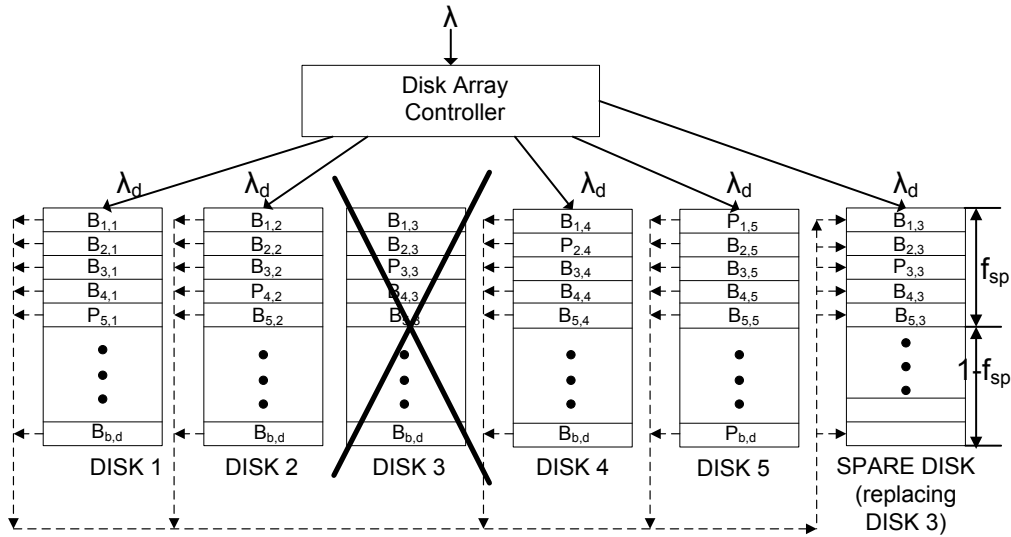 λ
Disk Array
Controller
λd λd λd λd λd
B1,1 B1,2 B1,3 B1,4 P1,5 B1,3
B2,1 B2,2 B2,3 P2,4 B2,5 B2,3
B3,1 B3,2 P3,3 B3,4 B3,5 P3,3
B4,1 P4,2 B4,3 B4,4 B4,5 B4,3
P5,1 B5,2 B5,3 B5,4 B5,5 B5,3
fsp
1-fsp
Bb,d Bb,d Bb,d Bb,d Pb,d
DISK 1 DISK 2 DISK 3 DISK 4 DISK 5 SPARE DISK
(replacing
DISK 3)